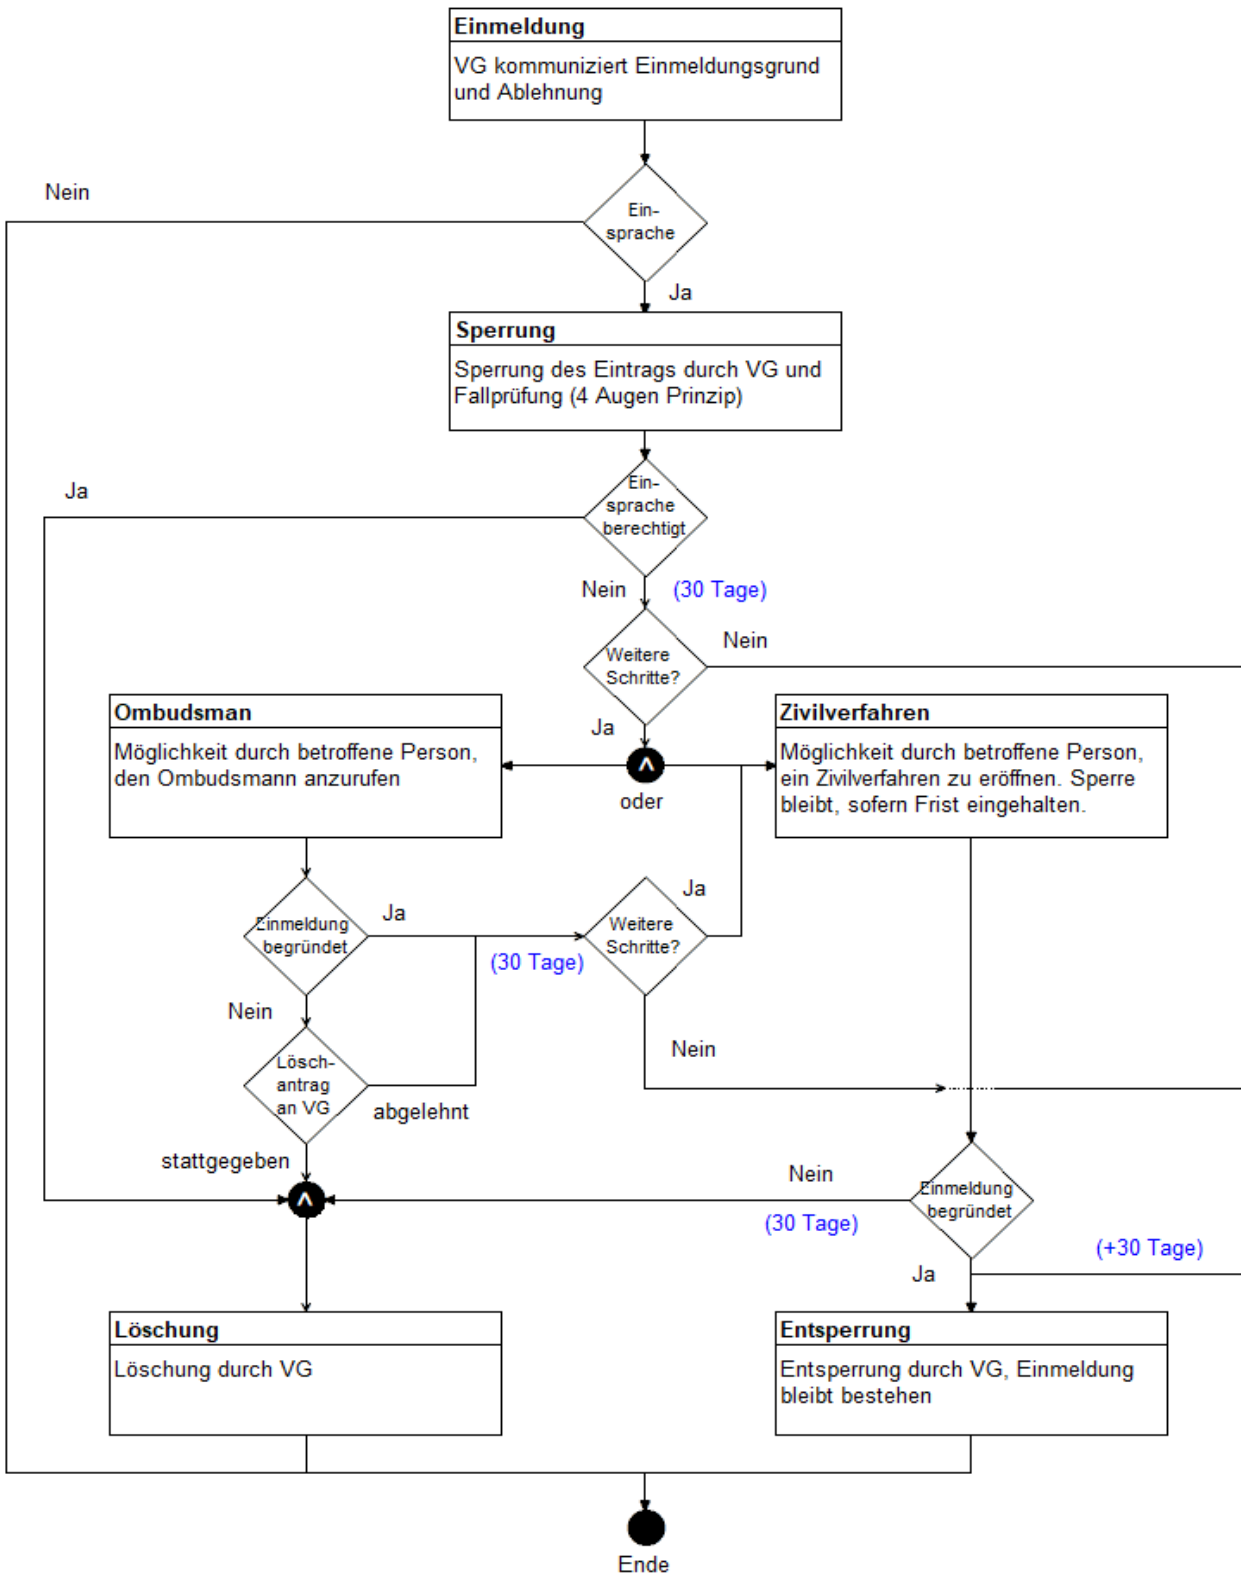 Einmeldung
VG kommuniziert Einmeldungsgrund
und Ablehnung
Nein
Ein-
sprache
Ja
Sperrung
Sperrung des Eintrags durch VG und
Fallprüfung (4 Augen Prinzip)
Ja
Ein-
sprache
berechtigt
Nein
(30 Tage)
Weitere
Schritte?
Nein
Ja
Ombudsman
Möglichkeit durch betroffene Person,
den Ombudsmann anzurufen
^
oder
Zivilverfahren
Möglichkeit durch betroffene Person,
ein Zivilverfahren zu eröffnen. Sperre
bleibt, sofern Frist eingehalten.
Einmeldung
begründet
Ja
(30 Tage)
Weitere
Schritte?
Ja
Nein
Nein
Lösch-
antrag
an VG
abgelehnt
stattgegeben
^
Nein
(30 Tage)
Einmeldung
begründet
(+30 Tage)
Ja
Löschung
Löschung durch VG
Entsperrung
Entsperrung durch VG, Einmeldung
bleibt bestehen
Ende